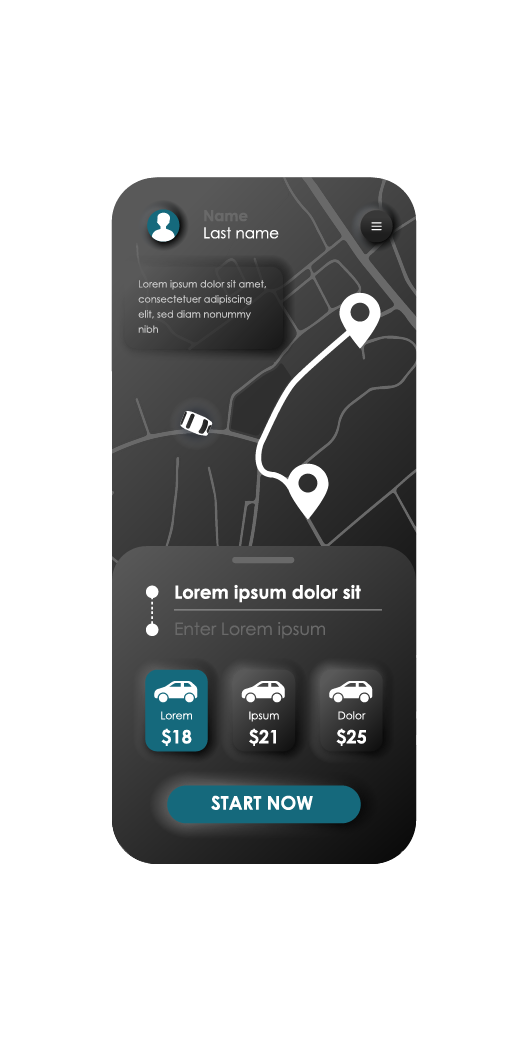 Name
Last name
Lorem ipsum dolor sit amet,
consectetuer adipiscing
elit, sed diam nonummy
nibh
Lorem ipsum dolor sit
Enter Lorem ipsum
Lorem Ipsum Dolor
$18 $21 $25
START NOW